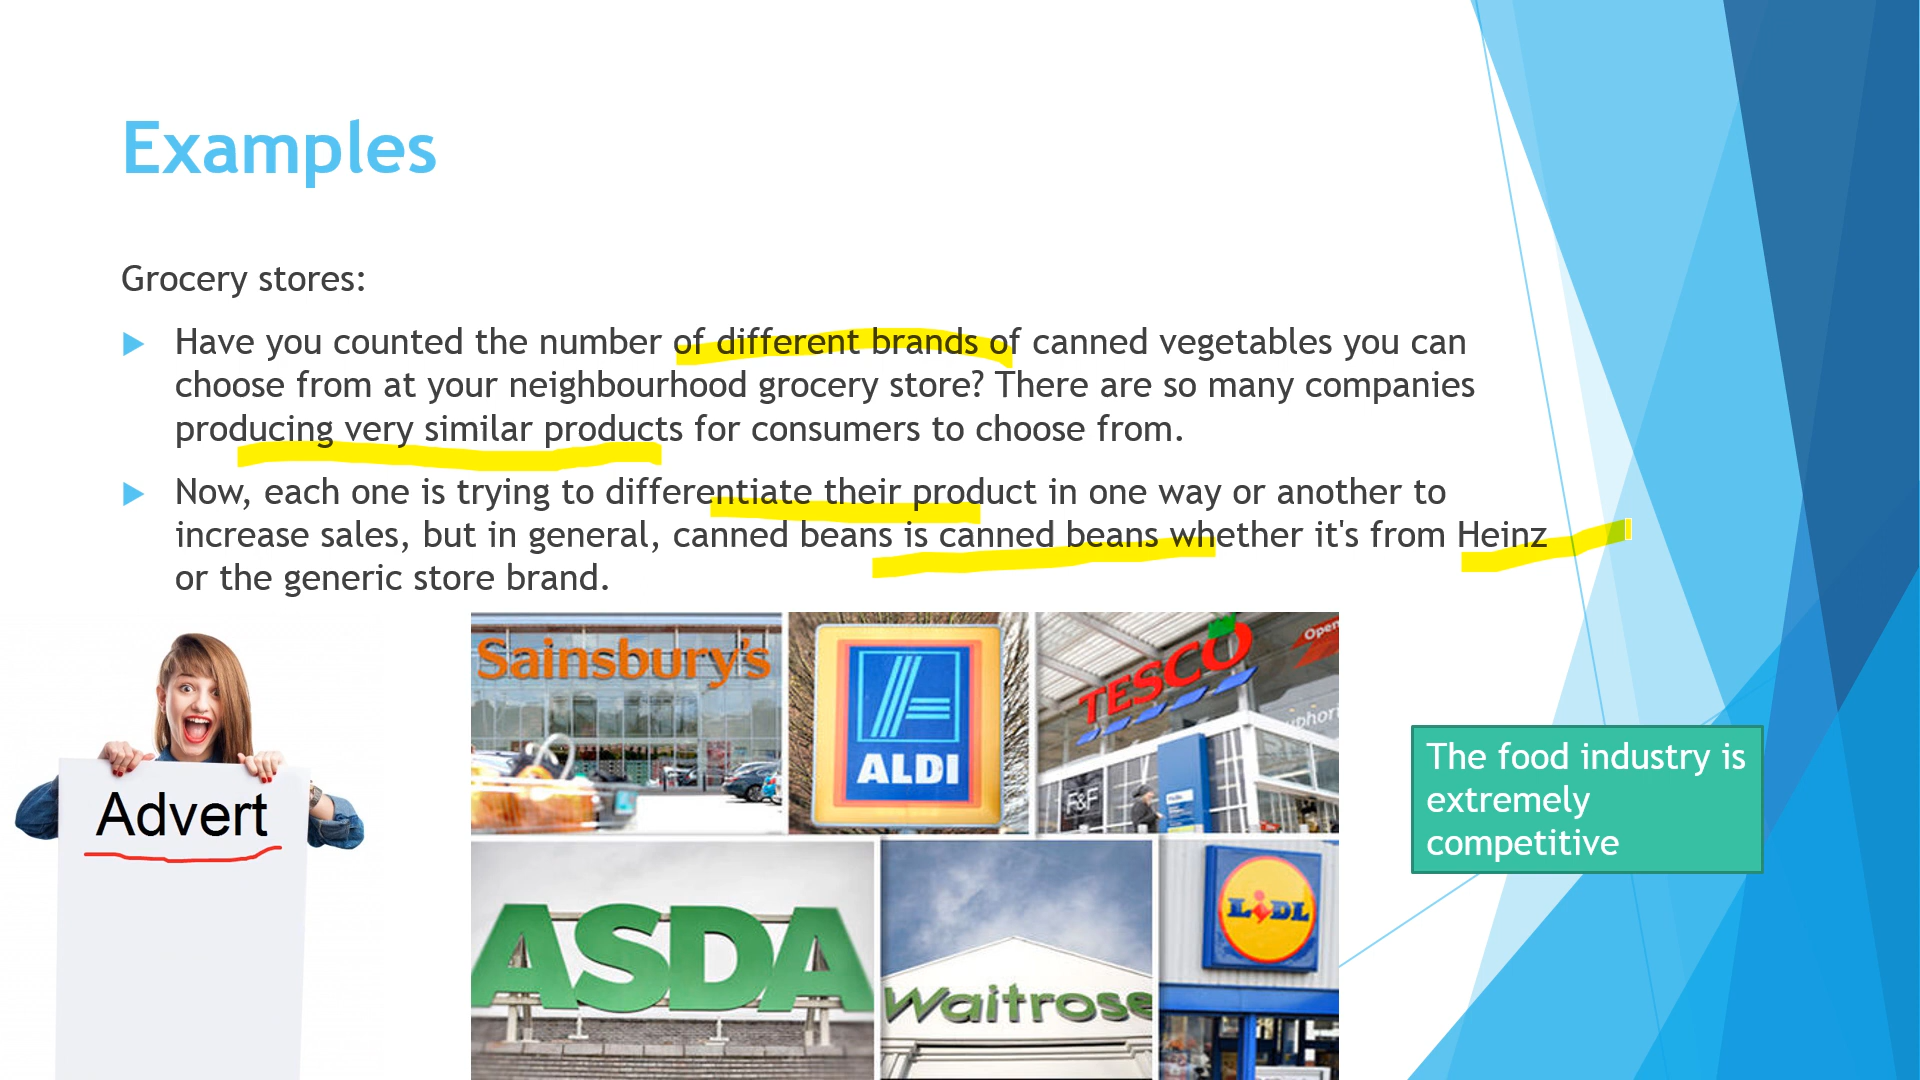 Examples
Grocery stores:
Have you counted the number of different brands of canned vegetables you can
choose from at your neighbourhood grocery store? There are so many companies
producing very similar products for consumers to choose from.
Now, each one is trying to differentiate their product in one way or another to
increase sales, but in general, canned beans is canned beans whether it's from Heinz
or the generic store brand.
Advert
Sainsbury's
ALDI
TESCO
Open
F&F
ASDA
Waitrose
LIDL
The food industry is
extremely
competitive